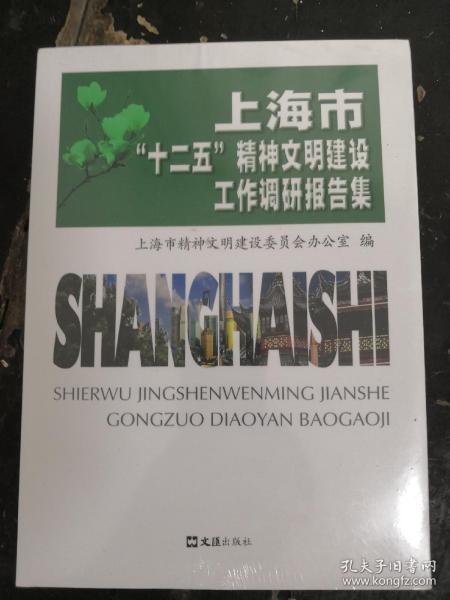 上海市
“十二五”精神文明建设
工作调研报告集
上海市精神文明建设委员会办公室 编
SHANGHAISHI
SHIERWU JINGSHENWENMING JIANSHE
GONGZUO DIAOYAN BAOGAOJI
文汇出版社
孔夫子旧书网
www.kongfz.com